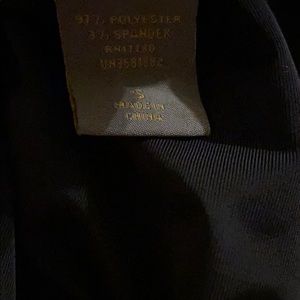 97% POLYESTER
3% SPANDEX
KNITTED
S
MADE IN
CHINA